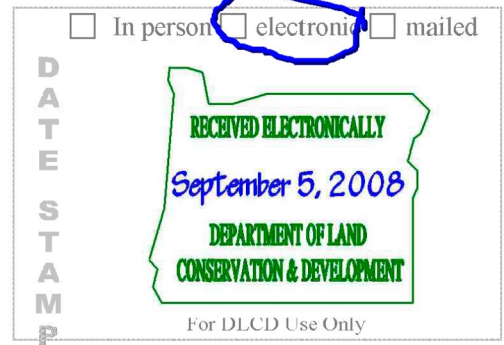 In person electronic mailed
DATE STAMP
RECEIVED ELECTRONICALLY
September 5, 2008
DEPARTMENT OF LAND
CONSERVATION & DEVELOPMENT
For DLCD Use Only